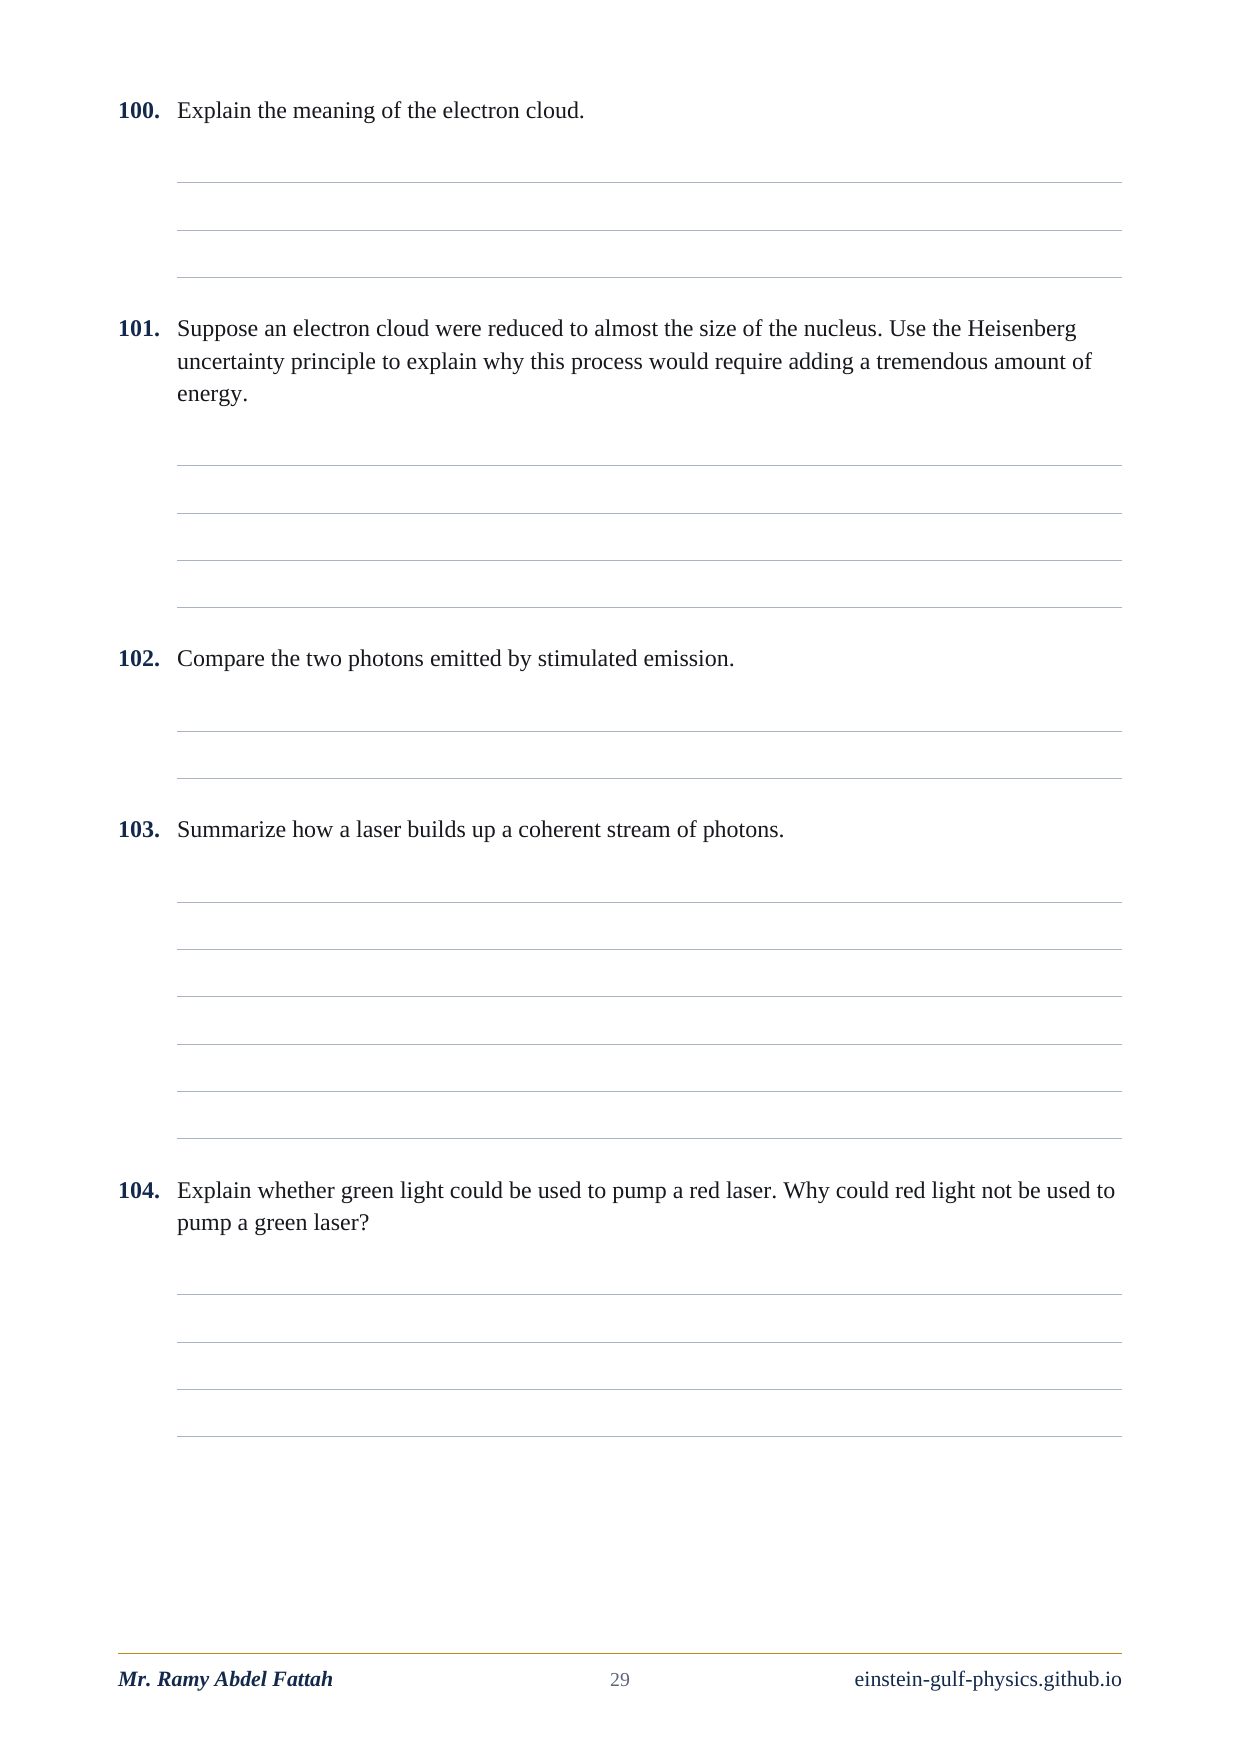 100. Explain the meaning of the electron cloud.
101. Suppose an electron cloud were reduced to almost the size of the nucleus. Use the Heisenberg
uncertainty principle to explain why this process would require adding a tremendous amount of
energy.
102. Compare the two photons emitted by stimulated emission.
103. Summarize how a laser builds up a coherent stream of photons.
104. Explain whether green light could be used to pump a red laser. Why could red light not be used to
pump a green laser?
Mr. Ramy Abdel Fattah 29 einstein-gulf-physics.github.io